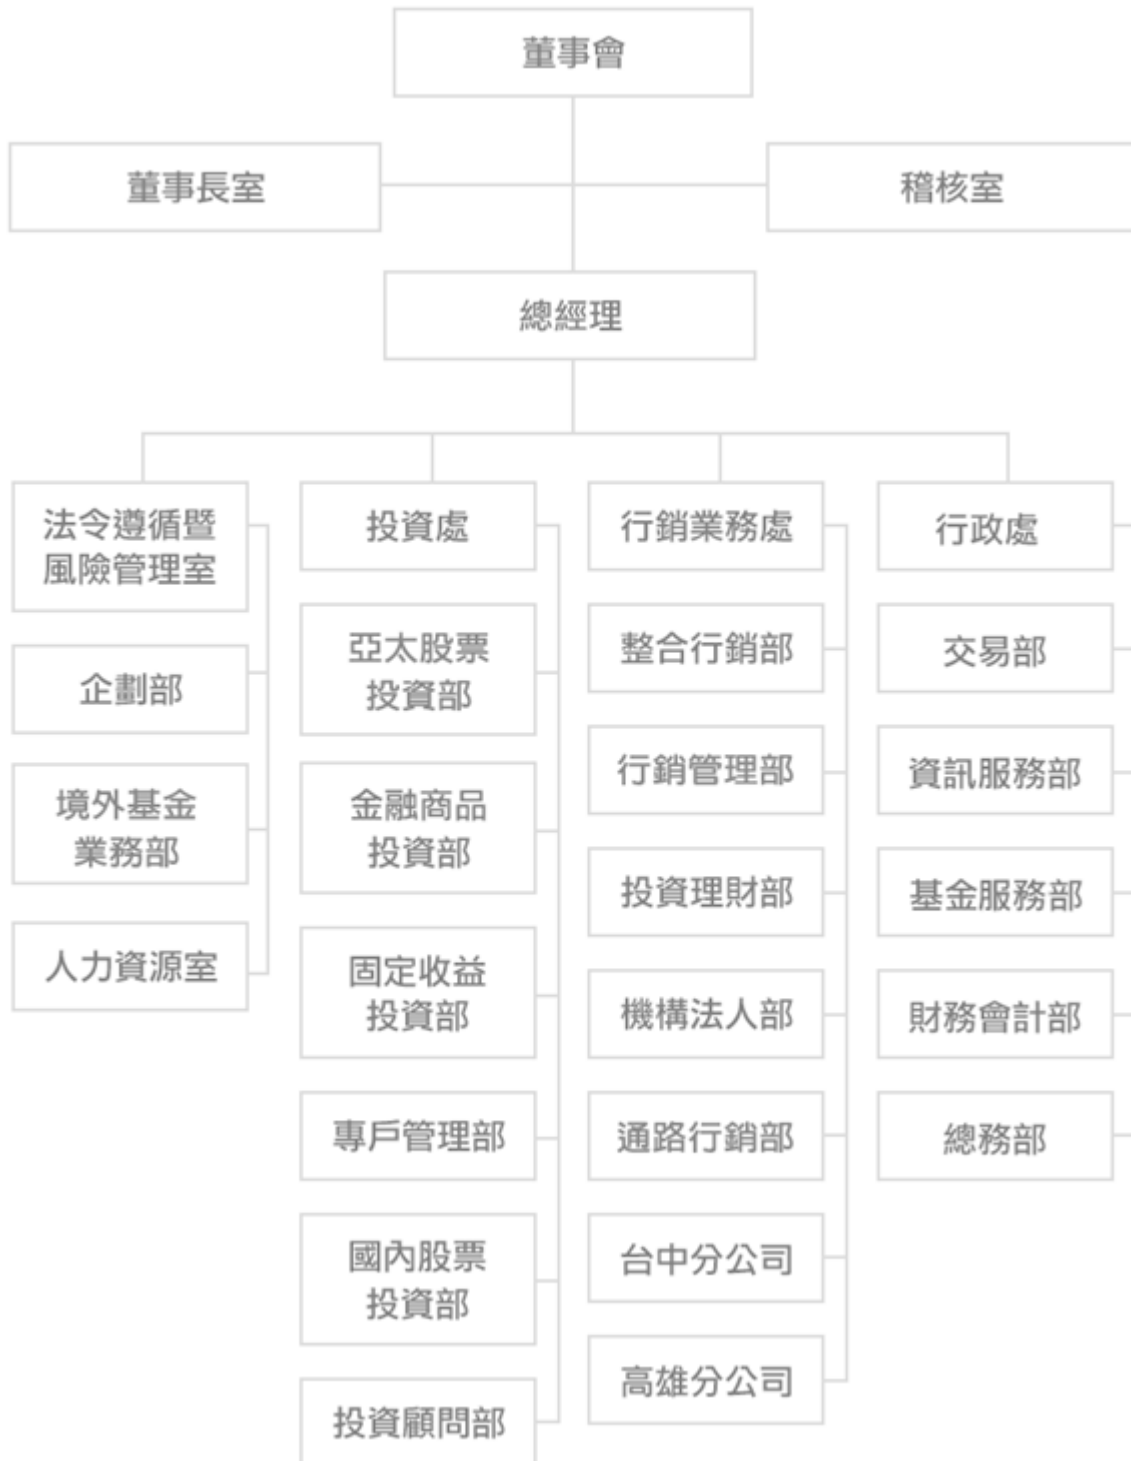 董事會
董事長室
稽核室
總經理
法令遵循暨
風險管理室
企劃部
境外基金
業務部
人力資源室
投資處
亞太股票
投資部
金融商品
投資部
固定收益
投資部
專戶管理部
國內股票
投資部
投資顧問部
行銷業務處
整合行銷部
行銷管理部
投資理財部
機構法人部
通路行銷部
台中分公司
高雄分公司
行政處
交易部
資訊服務部
基金服務部
財務會計部
總務部